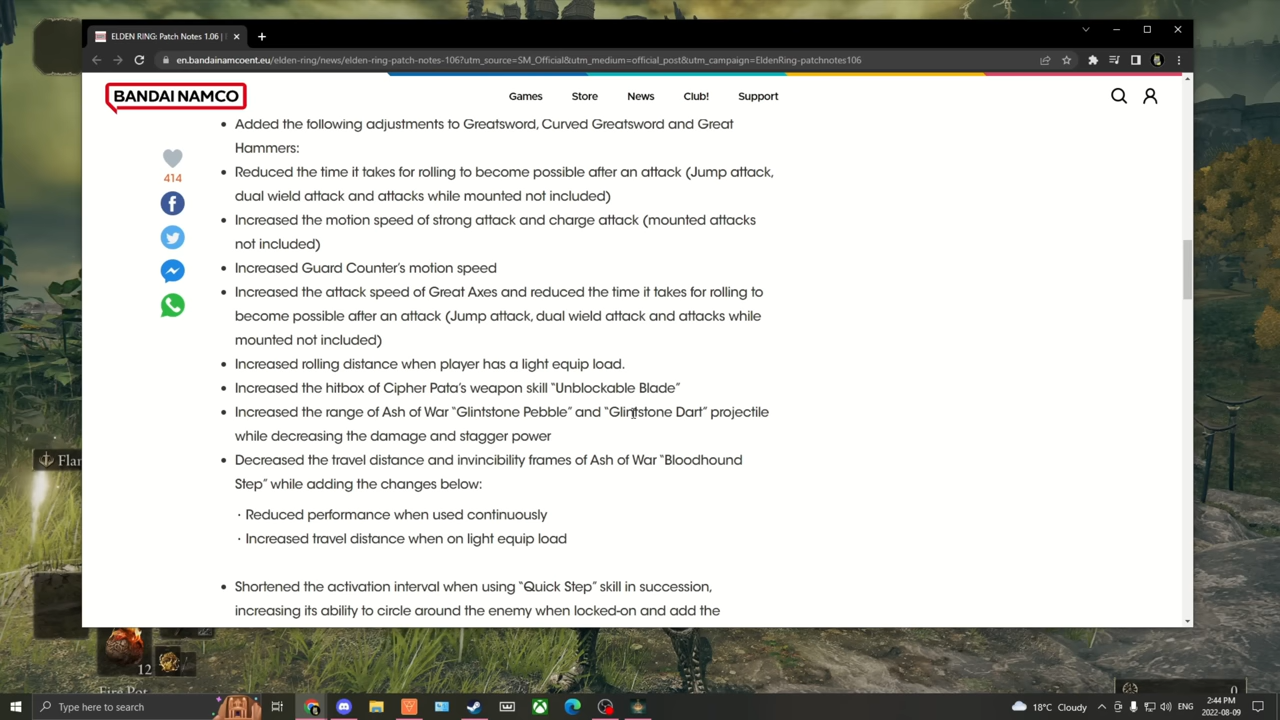 ELDEN RING: Patch Notes 1.06 |
en.bandainamcoent.eu/elden-ring/news/elden-ring-patch-notes-106?utm_source=SM_Official&utm_medium=official_post&utm_campaign=EldenRing-patchnotes106
BANDAI NAMCO
Games Store News Club! Support
• Added the following adjustments to Greatsword, Curved Greatsword and Great
Hammers:
• Reduced the time it takes for rolling to become possible after an attack (Jump attack,
dual wield attack and attacks while mounted not included)
• Increased the motion speed of strong attack and charge attack (mounted attacks
not included)
• Increased Guard Counter’s motion speed
• Increased the attack speed of Great Axes and reduced the time it takes for rolling to
become possible after an attack (Jump attack, dual wield attack and attacks while
mounted not included)
• Increased rolling distance when player has a light equip load.
• Increased the hitbox of Cipher Pata’s weapon skill “Unblockable Blade”
• Increased the range of Ash of War “Glintstone Pebble” and “Glintstone Dart” projectile
while decreasing the damage and stagger power
• Decreased the travel distance and invincibility frames of Ash of War “Bloodhound
Step” while adding the changes below:
· Reduced performance when used continuously
· Increased travel distance when on light equip load
• Shortened the activation interval when using “Quick Step” skill in succession,
increasing its ability to circle around the enemy when locked-on and add the
414
Flam
12
Fire Pot
0
Type here to search
18°C Cloudy
ENG
2:44 PM
2022-08-09